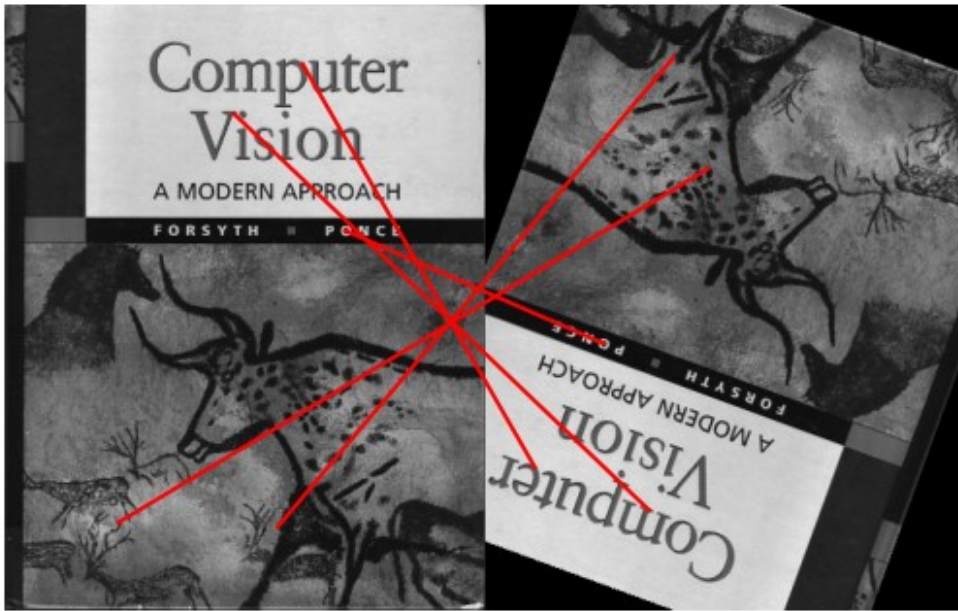 Computer
Vision
A MODERN APPROACH
FORSYTH ■ PONCE
FORSYTH ■ PONCE
A MODERN APPROACH
Vision
Computer